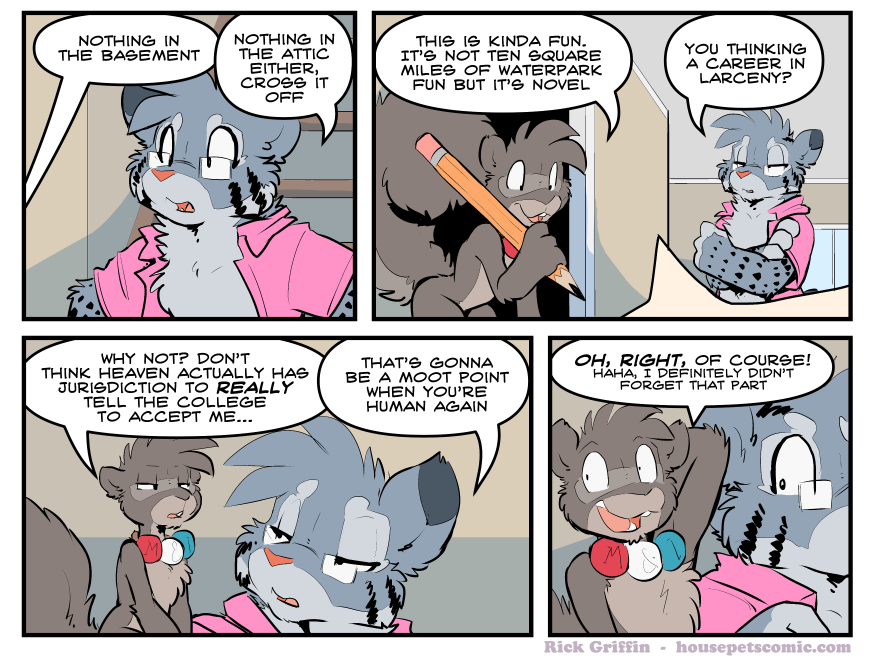 NOTHING IN
THE BASEMENT
NOTHING IN
THE ATTIC
EITHER,
CROSS IT
OFF
THIS IS KINDA FUN.
IT'S NOT TEN SQUARE
MILES OF WATERPARK
FUN BUT IT'S NOVEL
YOU THINKING
A CAREER IN
LARCENY?
WHY NOT? DON'T
THINK HEAVEN ACTUALLY HAS
JURISDICTION TO REALLY
TELL THE COLLEGE
TO ACCEPT ME...
THAT'S GONNA
BE A MOOT POINT
WHEN YOU'RE
HUMAN AGAIN
OH, RIGHT, OF COURSE!
HAHA, I DEFINITELY DIDN'T
FORGET THAT PART
Rick Griffin - housepetscomic.com